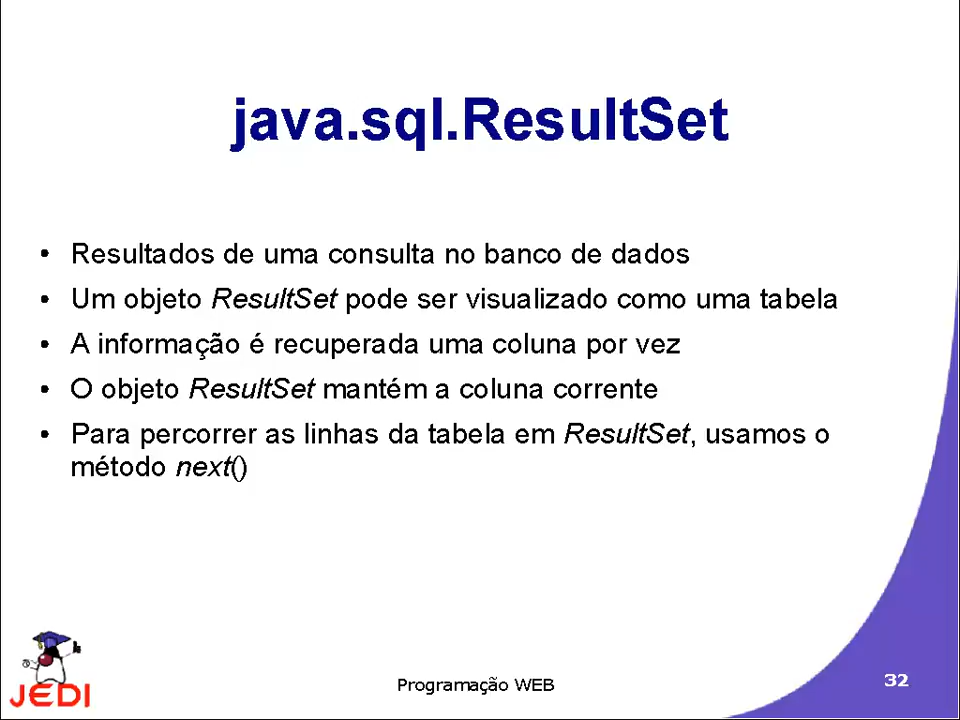 java.sql.ResultSet
• Resultados de uma consulta no banco de dados
• Um objeto ResultSet pode ser visualizado como uma tabela
• A informação é recuperada uma coluna por vez
• O objeto ResultSet mantém a coluna corrente
• Para percorrer as linhas da tabela em ResultSet, usamos o
método next()
JEDI
Programação WEB
32